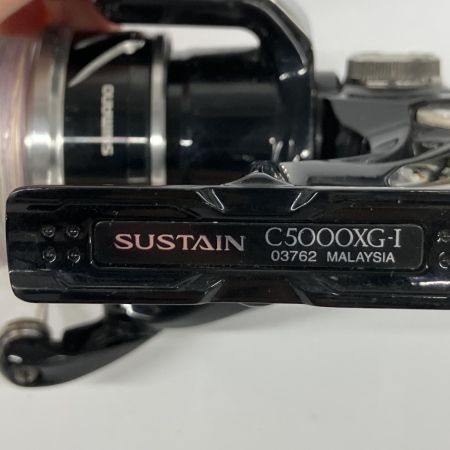 SHIMANO
SUSTAIN C5000XG-I
03762 MALAYSIA